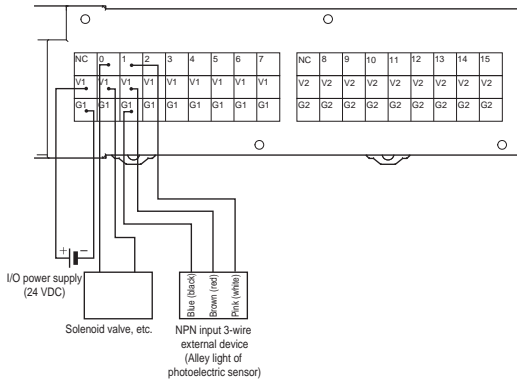 NC 0 1 2 3 4 5 6 7 NC 8 9 10 11 12 13 14 15
V1 V1 V1 V1 V1 V1 V1 V1 V1 V2 V2 V2 V2 V2 V2 V2 V2 V2
G1 G1 G1 G1 G1 G1 G1 G1 G1 G2 G2 G2 G2 G2 G2 G2 G2 G2
+ −
I/O power supply
(24 VDC)
Solenoid valve, etc.
Blue (black)
Brown (red)
Pink (white)
NPN input 3-wire
external device
(Alley light of
photoelectric sensor)